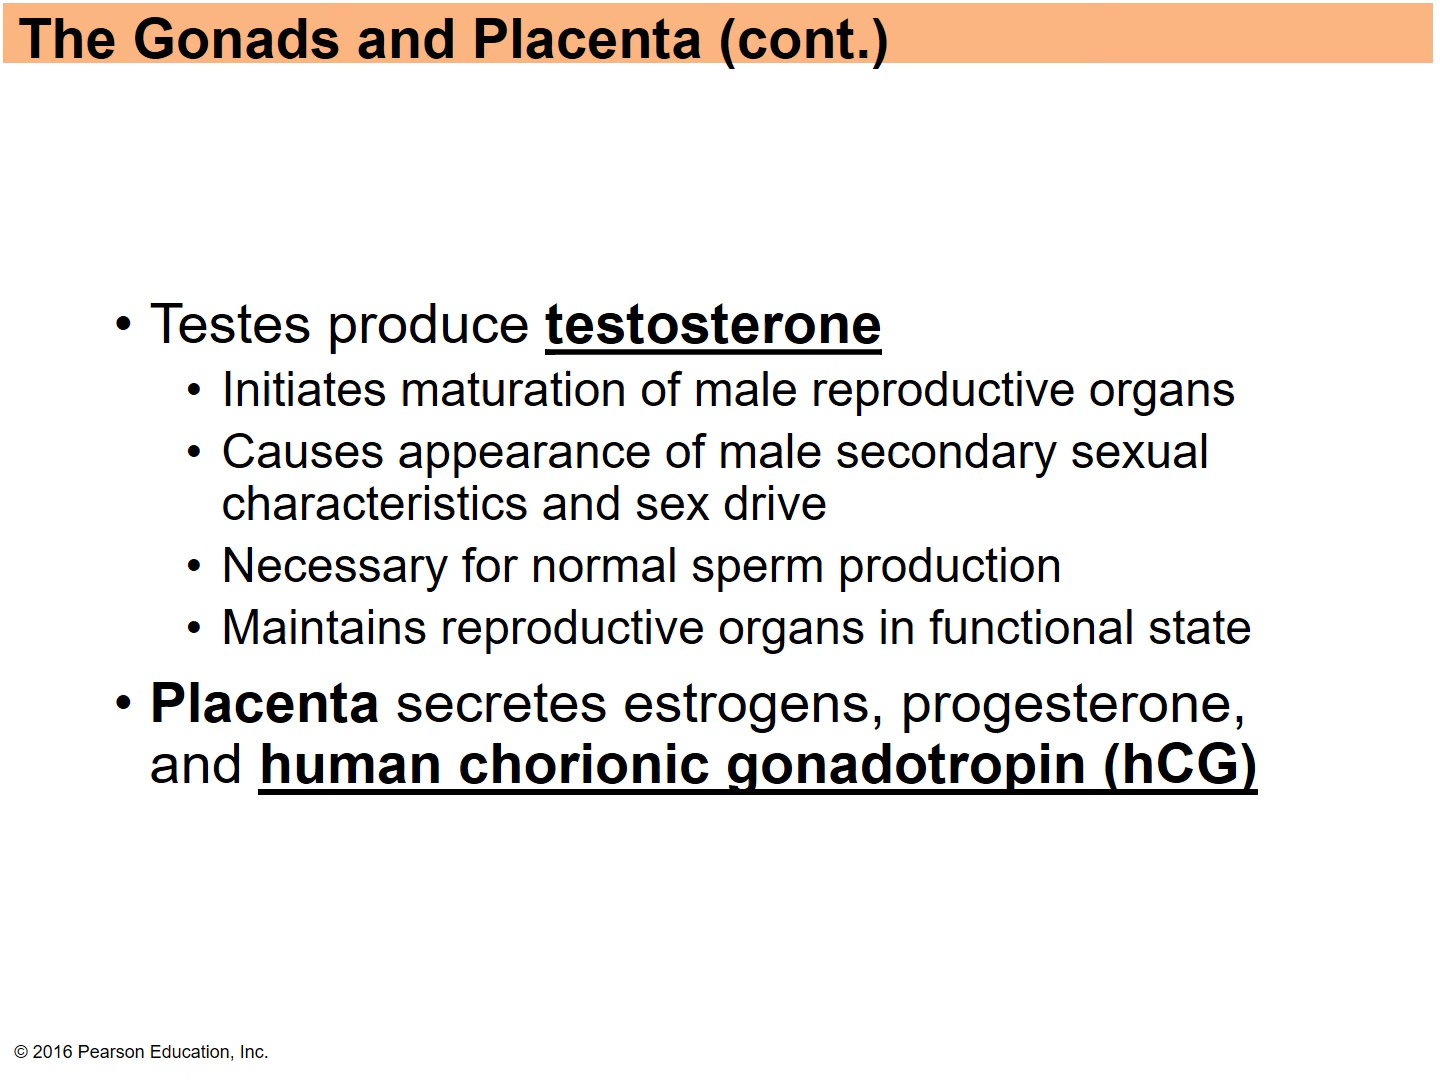 The Gonads and Placenta (cont.)
• Testes produce testosterone
• Initiates maturation of male reproductive organs
• Causes appearance of male secondary sexual
characteristics and sex drive
• Necessary for normal sperm production
• Maintains reproductive organs in functional state
• Placenta secretes estrogens, progesterone,
and human chorionic gonadotropin (hCG)
© 2016 Pearson Education, Inc.